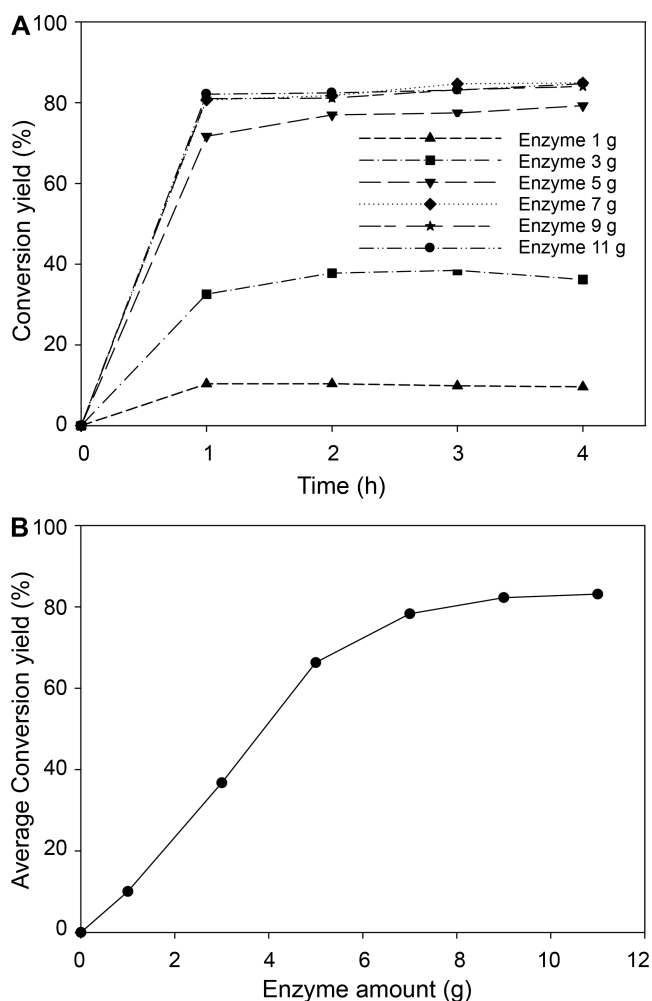 A
100
80
60
40
20
0
Conversion yield (%)
Enzyme 1 g
Enzyme 3 g
Enzyme 5 g
Enzyme 7 g
Enzyme 9 g
Enzyme 11 g
0 1 2 3 4
Time (h)
B
100
80
60
40
20
0
Average Conversion yield (%)
0 2 4 6 8 10 12
Enzyme amount (g)